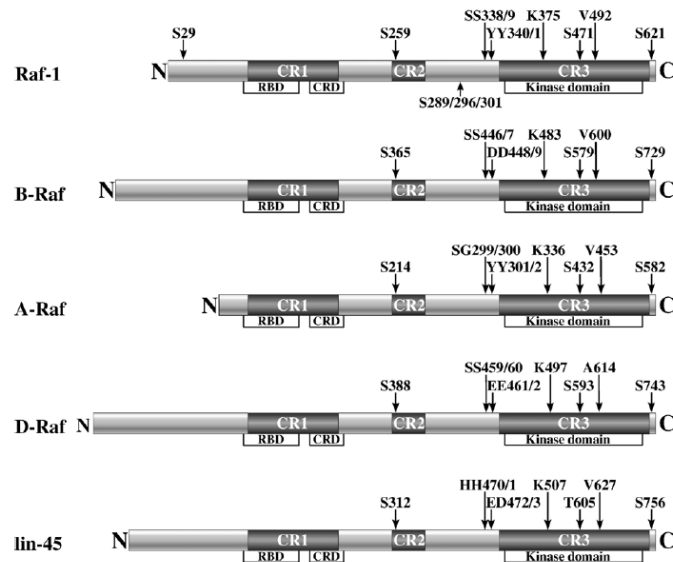 SS338/9 K375 V492
S29 S259 YY340/1 S471 S621
Raf-1 N CR1 CR2 CR3 C
RBD CRD Kinase domain
S289/296/301
SS446/7 K483 V600
S365 DD448/9 S579 S729
B-Raf N CR1 CR2 CR3 C
RBD CRD Kinase domain
SG299/300 K336 V453
S214 YY301/2 S432 S582
A-Raf N CR1 CR2 CR3 C
RBD CRD Kinase domain
SS459/60 K497 A614
S388 EE461/2 S593 S743
D-Raf N CR1 CR2 CR3 C
RBD CRD Kinase domain
HH470/1 K507 V627
S312 ED472/3 T605 S756
lin-45 N CR1 CR2 CR3 C
RBD CRD Kinase domain